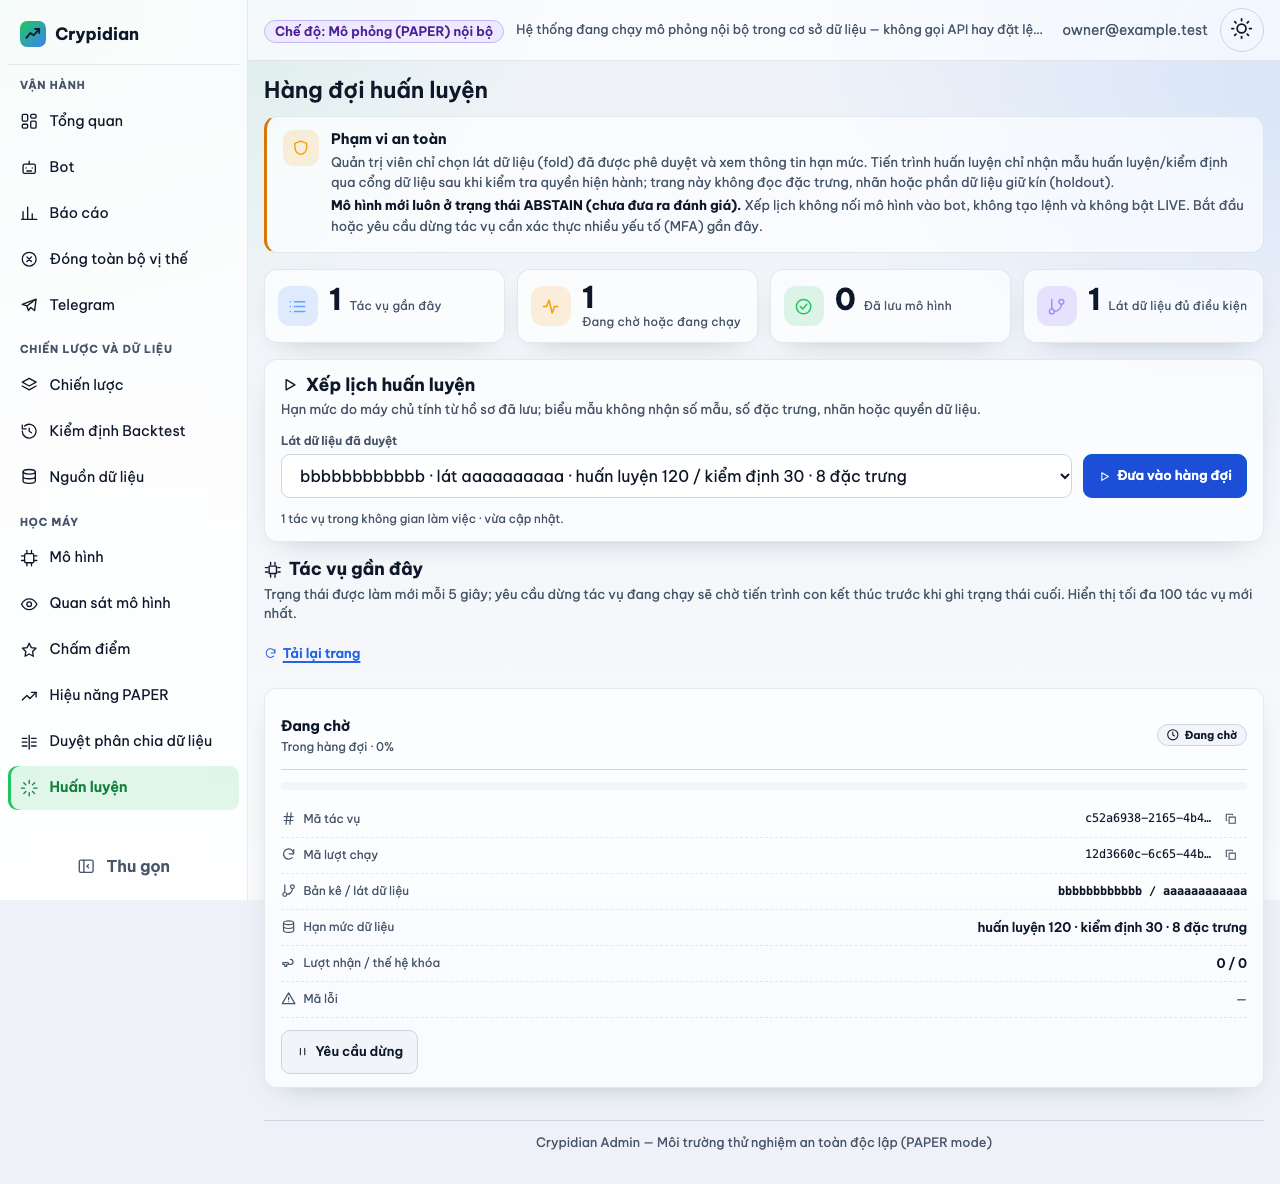 Crypidian
VẬN HÀNH
Tổng quan
Bot
Báo cáo
Đóng toàn bộ vị thế
Telegram
CHIẾN LƯỢC VÀ DỮ LIỆU
Chiến lược
Kiểm định Backtest
Nguồn dữ liệu
HỌC MÁY
Mô hình
Quan sát mô hình
Chấm điểm
Hiệu năng PAPER
Duyệt phân chia dữ liệu
Huấn luyện
Thu gọn
Chế độ: Mô phỏng (PAPER) nội bộ
Hệ thống đang chạy mô phỏng nội bộ trong cơ sở dữ liệu — không gọi API hay đặt lệ...
owner@example.test
Hàng đợi huấn luyện
Phạm vi an toàn
Quản trị viên chỉ chọn lát dữ liệu (fold) đã được phê duyệt và xem thông tin hạn mức. Tiến trình huấn luyện chỉ nhận mẫu huấn luyện/kiểm định
qua cổng dữ liệu sau khi kiểm tra quyền hiện hành; trang này không đọc đặc trưng, nhãn hoặc phần dữ liệu giữ kín (holdout).
Mô hình mới luôn ở trạng thái ABSTAIN (chưa đưa ra đánh giá). Xếp lịch không nối mô hình vào bot, không tạo lệnh và không bật LIVE. Bắt đầu
hoặc yêu cầu dừng tác vụ cần xác thực nhiều yếu tố (MFA) gần đây.
1 Tác vụ gần đây
1
Đang chờ hoặc đang chạy
0 Đã lưu mô hình
1 Lát dữ liệu đủ điều kiện
Xếp lịch huấn luyện
Hạn mức do máy chủ tính từ hồ sơ đã lưu; biểu mẫu không nhận số mẫu, số đặc trưng, nhãn hoặc quyền dữ liệu.
Lát dữ liệu đã duyệt
bbbbbbbbbbbb · lát aaaaaaaaaa · huấn luyện 120 / kiểm định 30 · 8 đặc trưng
Đưa vào hàng đợi
1 tác vụ trong không gian làm việc · vừa cập nhật.
Tác vụ gần đây
Trạng thái được làm mới mỗi 5 giây; yêu cầu dừng tác vụ đang chạy sẽ chờ tiến trình con kết thúc trước khi ghi trạng thái cuối. Hiển thị tối đa 100 tác vụ mới
nhất.
Tải lại trang
Đang chờ
Trong hàng đợi · 0%
Đang chờ
Mã tác vụ
c52a6938-2165-4b4…
Mã lượt chạy
12d3660c-6c65-44b…
Bản kê / lát dữ liệu
bbbbbbbbbbbb / aaaaaaaaaaaa
Hạn mức dữ liệu
huấn luyện 120 · kiểm định 30 · 8 đặc trưng
Lượt nhận / thế hệ khóa
0 / 0
Mã lỗi
—
Yêu cầu dừng
Crypidian Admin — Môi trường thử nghiệm an toàn độc lập (PAPER mode)